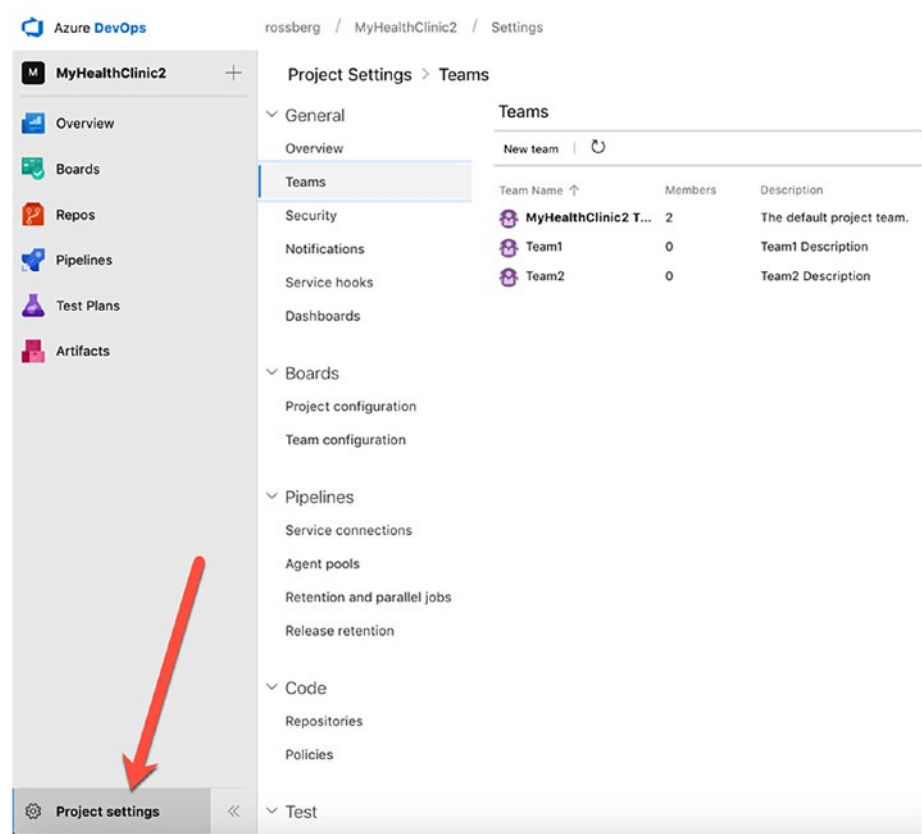 Azure DevOps
rossberg / MyHealthClinic2 / Settings
M MyHealthClinic2 +
Overview
Boards
Repos
Pipelines
Test Plans
Artifacts
Project settings «
Project Settings > Teams
General
Overview
Teams
Security
Notifications
Service hooks
Dashboards
Boards
Project configuration
Team configuration
Pipelines
Service connections
Agent pools
Retention and parallel jobs
Release retention
Code
Repositories
Policies
Test
Teams
New team
Team Name ↑ Members Description
MyHealthClinic2 T... 2 The default project team.
Team1 0 Team1 Description
Team2 0 Team2 Description